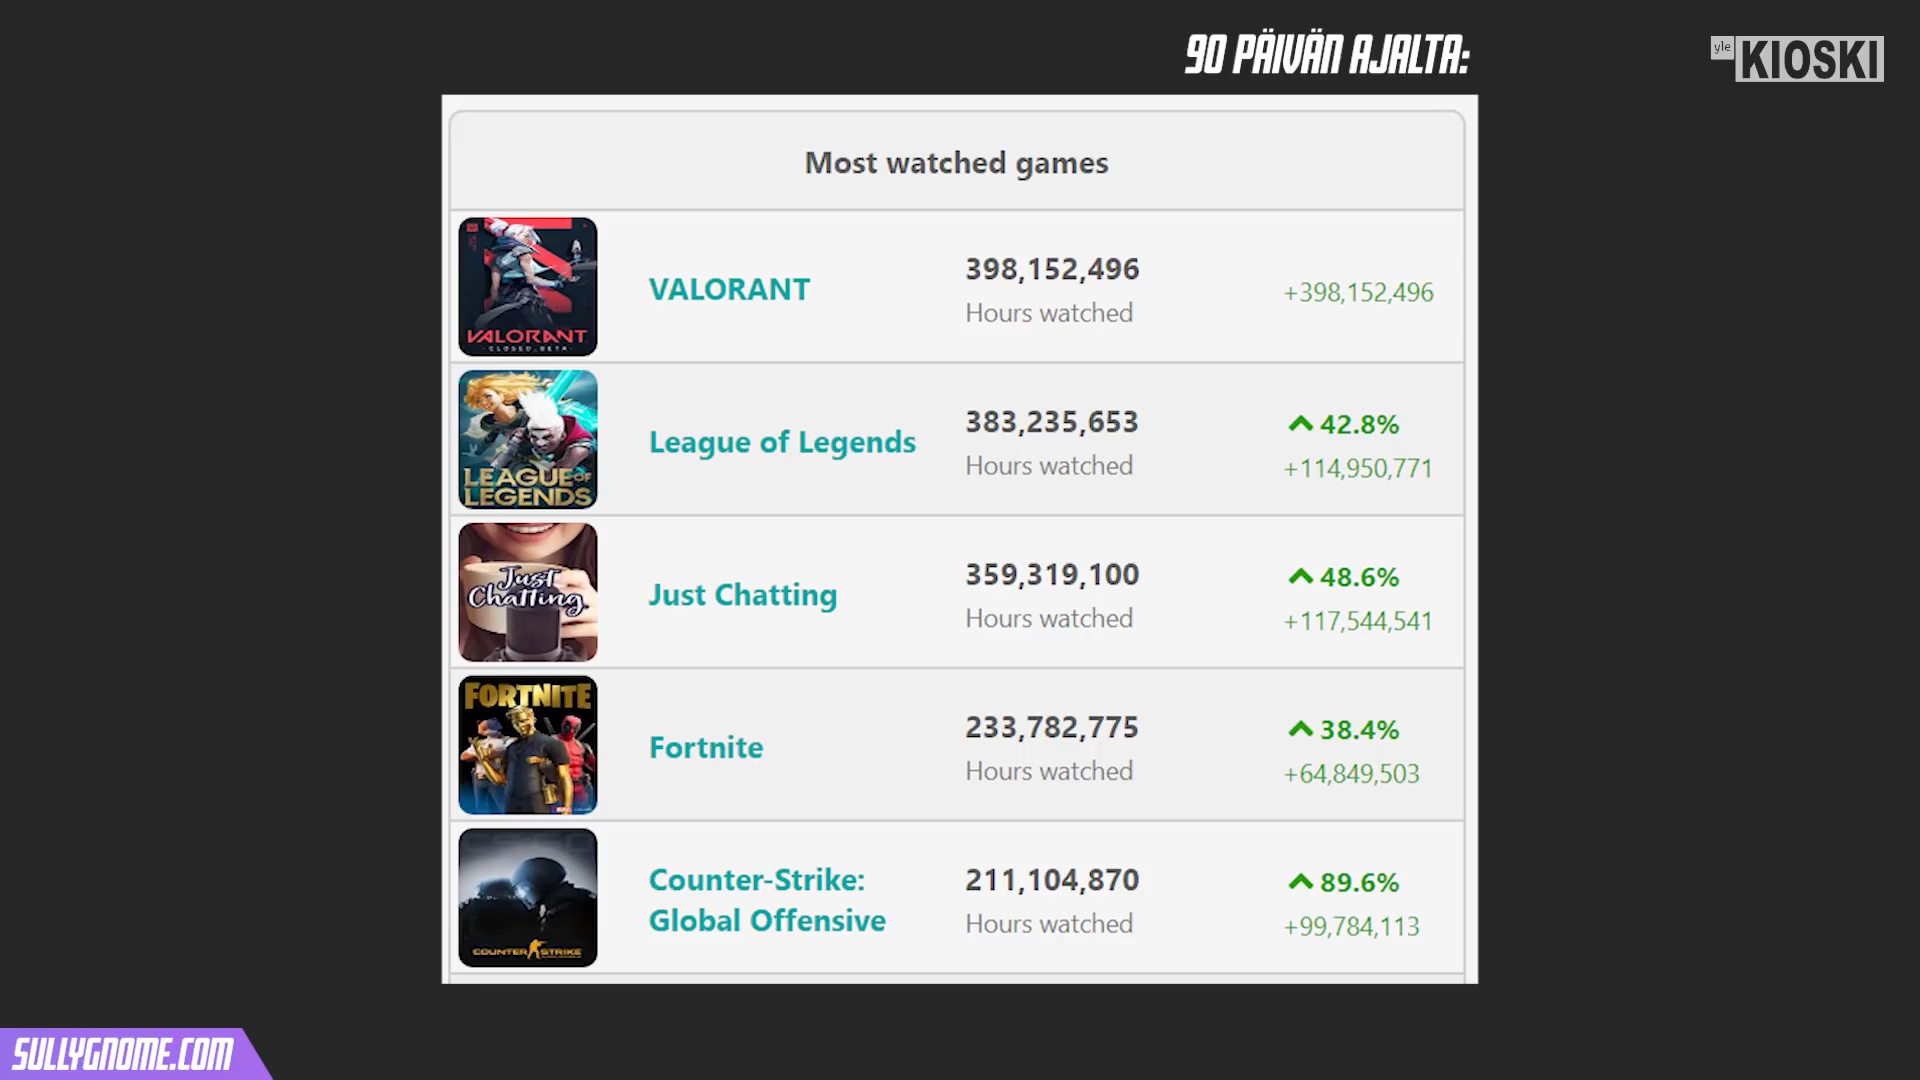 90 PÄIVÄN AJALTA:
yle KIOSKI
Most watched games
VALORANT
CLOSED BETA
VALORANT
398,152,496
Hours watched
+398,152,496
LEAGUE OF
LEGENDS
League of Legends
383,235,653
Hours watched
42.8%
+114,950,771
Just
Chatting
Just Chatting
359,319,100
Hours watched
48.6%
+117,544,541
FORTNITE
Fortnite
233,782,775
Hours watched
38.4%
+64,849,503
COUNTER STRIKE
Counter-Strike:
Global Offensive
211,104,870
Hours watched
89.6%
+99,784,113
SULLYGNOME.COM